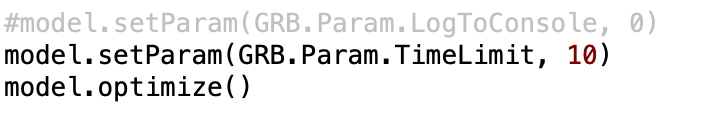 #model.setParam(GRB.Param.LogToConsole, 0)
model.setParam(GRB.Param.TimeLimit, 10)
model.optimize()